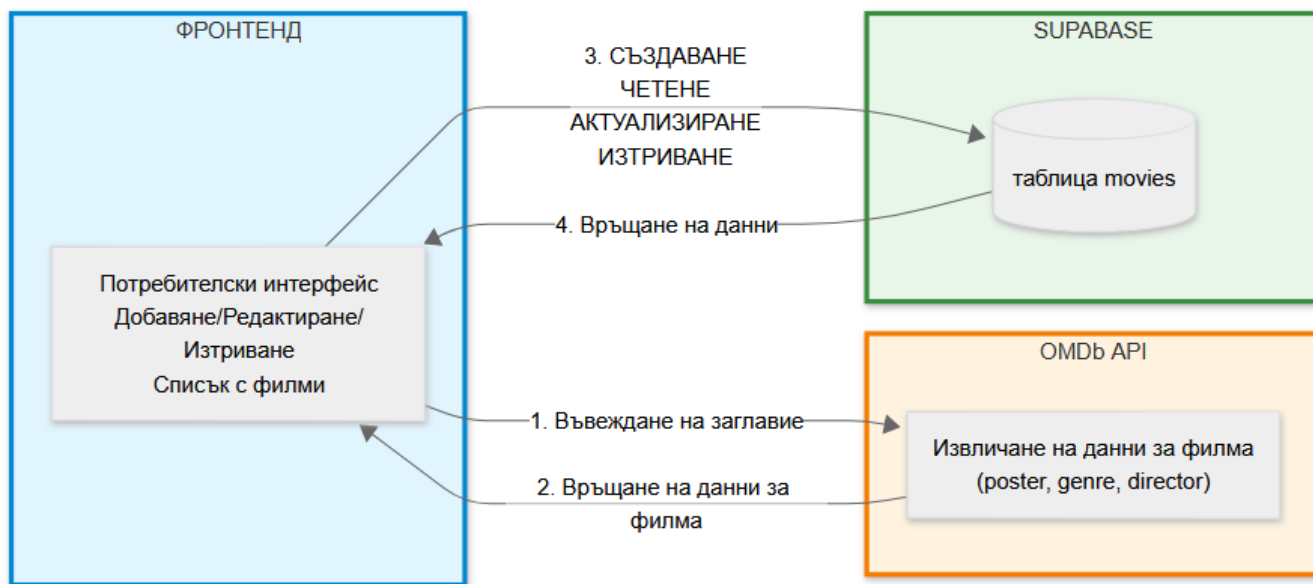 ФРОНТЕНД
Потребителски интерфейс
Добавяне/Редактиране/
Изтриване
Списък с филми
3. СЪЗДАВАНЕ
ЧЕТЕНЕ
АКТУАЛИЗИРАНЕ
ИЗТРИВАНЕ
4. Връщане на данни
1. Въвеждане на заглавие
2. Връщане на данни за
филма
SUPABASE
таблица movies
OMDb API
Извличане на данни за филма
(poster, genre, director)